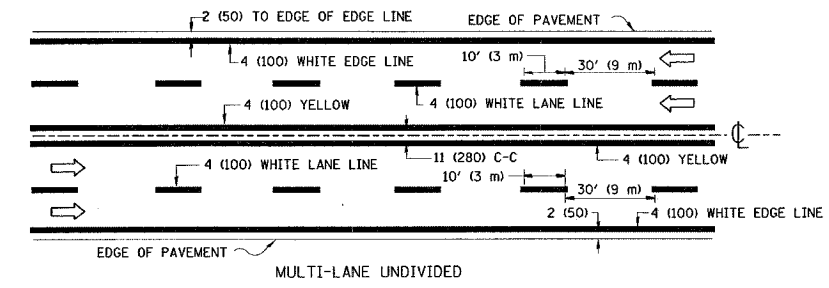 2 (50) TO EDGE OF EDGE LINE
EDGE OF PAVEMENT
4 (100) WHITE EDGE LINE
10' (3 m)
30' (9 m)
4 (100) YELLOW
4 (100) WHITE LANE LINE
℄
4 (100) WHITE LANE LINE
11 (280) C-C
4 (100) YELLOW
10' (3 m)
30' (9 m)
2 (50)
4 (100) WHITE EDGE LINE
EDGE OF PAVEMENT
MULTI-LANE UNDIVIDED